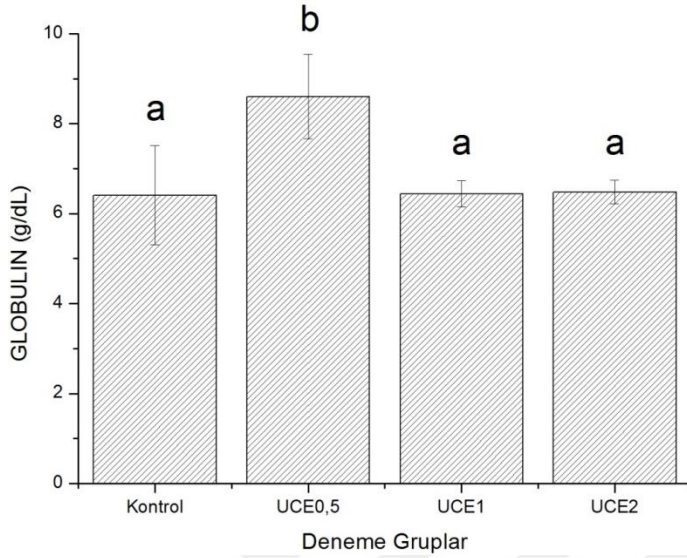 10
8
6
4
2
0
GLOBULIN (g/dL)
a
b
a
a
Kontrol UCE0,5 UCE1 UCE2
Deneme Gruplar